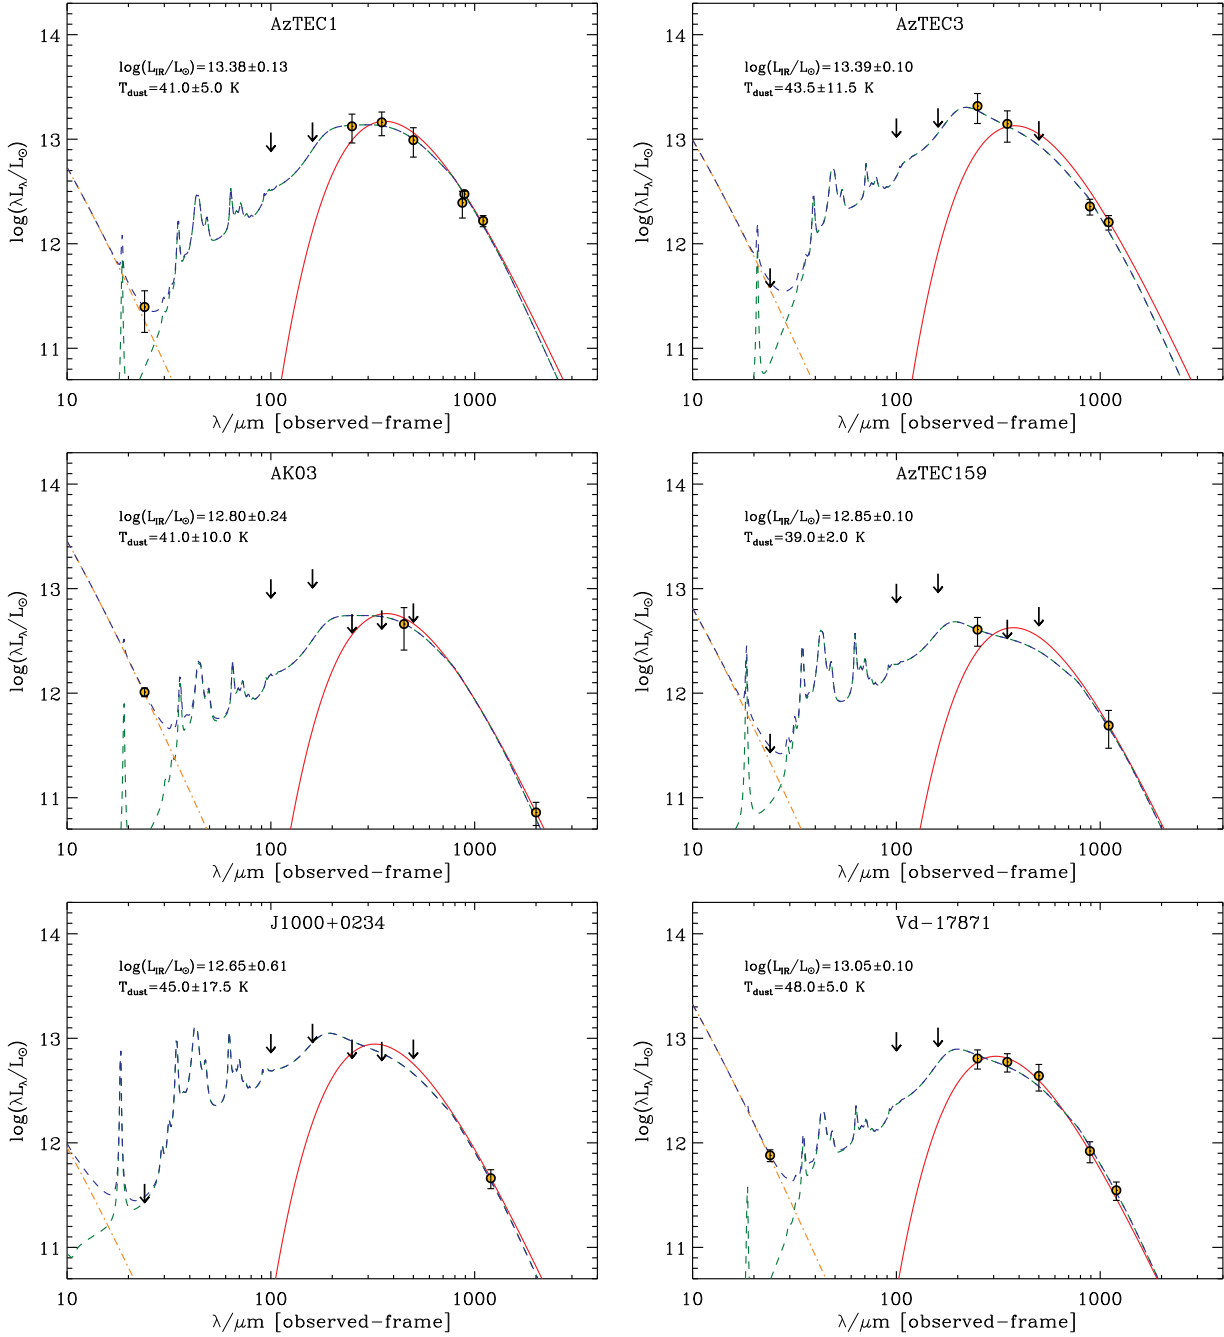 AzTEC1
log(L_IR/L_⊙)=13.38±0.13
T_dust=41.0±5.0 K
14
13
12
11
log(λL_λ/L_⊙)
10 100 1000
λ/μm [observed−frame]
AzTEC3
log(L_IR/L_⊙)=13.39±0.10
T_dust=43.5±11.5 K
14
13
12
11
log(λL_λ/L_⊙)
10 100 1000
λ/μm [observed−frame]
AK03
log(L_IR/L_⊙)=12.80±0.24
T_dust=41.0±10.0 K
14
13
12
11
log(λL_λ/L_⊙)
10 100 1000
λ/μm [observed−frame]
AzTEC159
log(L_IR/L_⊙)=12.85±0.10
T_dust=39.0±2.0 K
14
13
12
11
log(λL_λ/L_⊙)
10 100 1000
λ/μm [observed−frame]
J1000+0234
log(L_IR/L_⊙)=12.65±0.61
T_dust=45.0±17.5 K
14
13
12
11
log(λL_λ/L_⊙)
10 100 1000
λ/μm [observed−frame]
Vd−17871
log(L_IR/L_⊙)=13.05±0.10
T_dust=48.0±5.0 K
14
13
12
11
log(λL_λ/L_⊙)
10 100 1000
λ/μm [observed−frame]